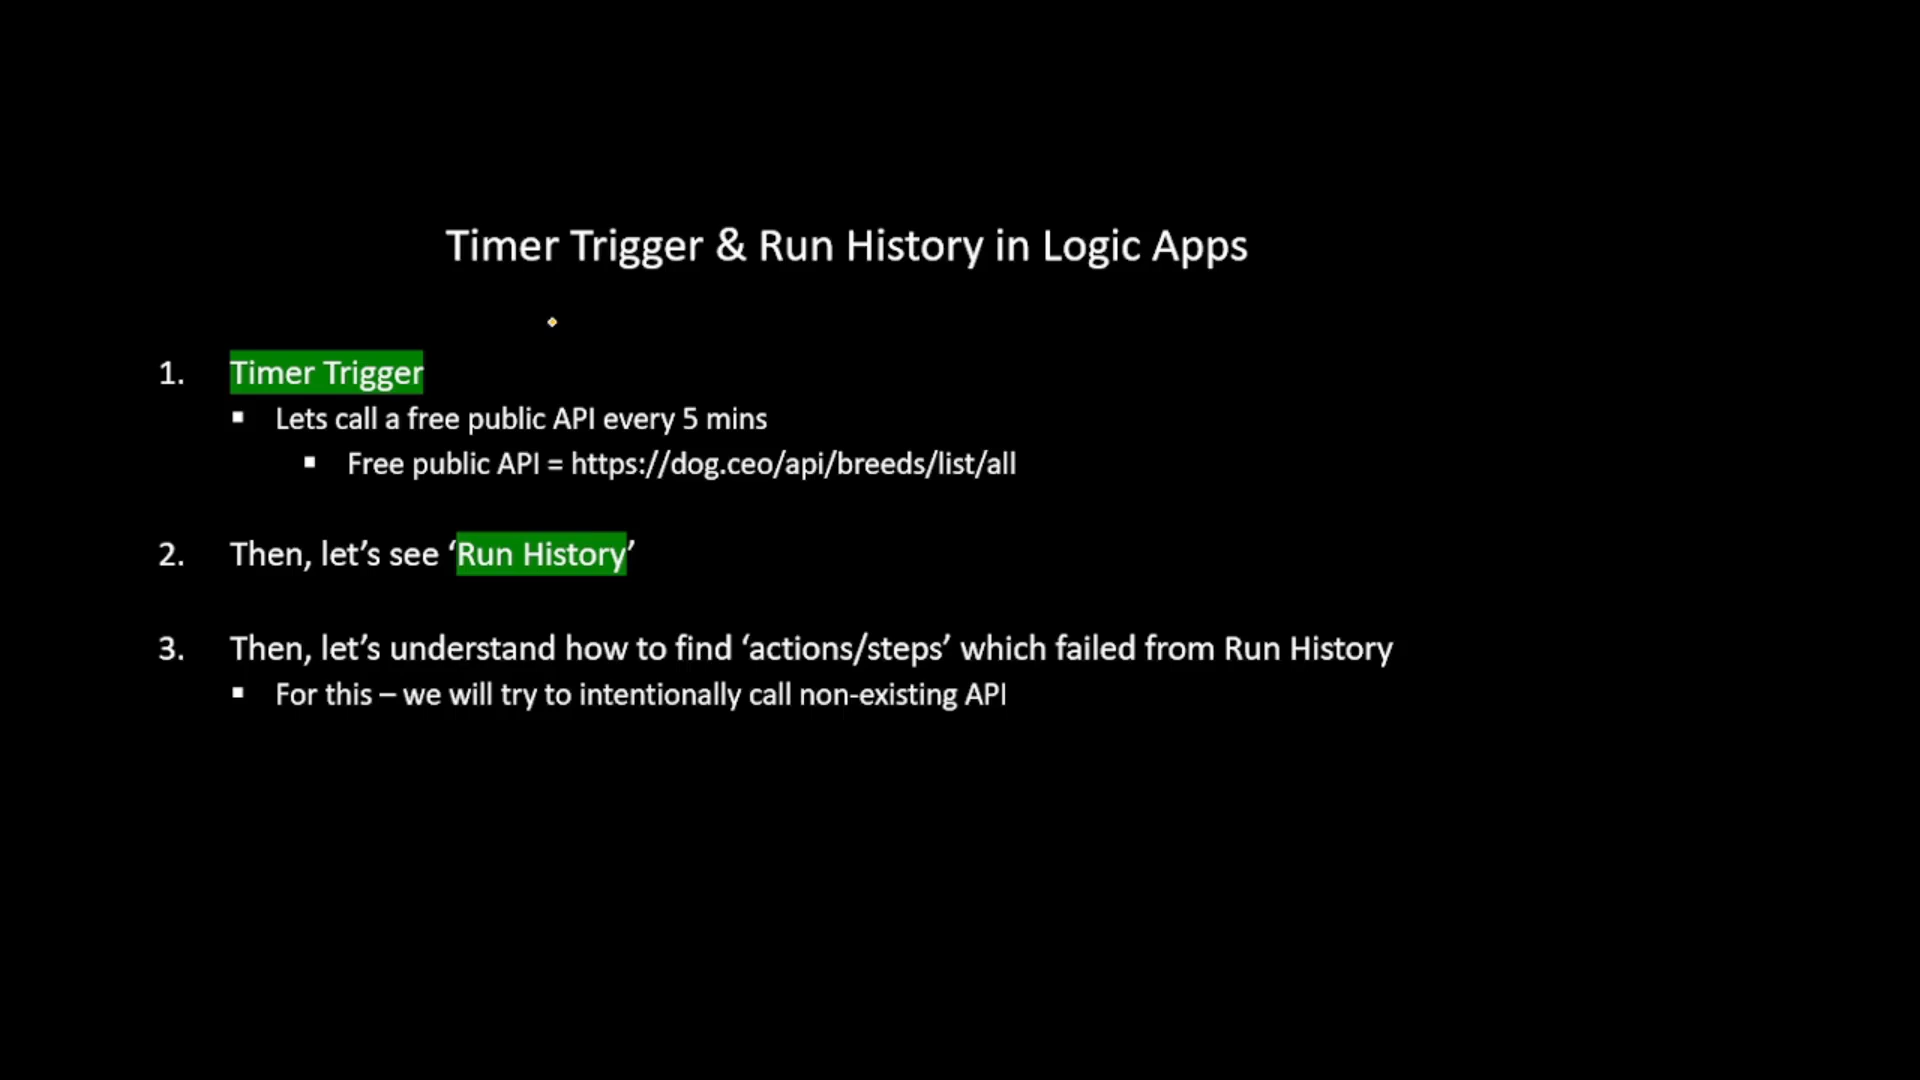 Timer Trigger & Run History in Logic Apps
1. Timer Trigger
▪ Lets call a free public API every 5 mins
▪ Free public API = https://dog.ceo/api/breeds/list/all
2. Then, let’s see ‘Run History’
3. Then, let’s understand how to find ‘actions/steps’ which failed from Run History
▪ For this – we will try to intentionally call non-existing API